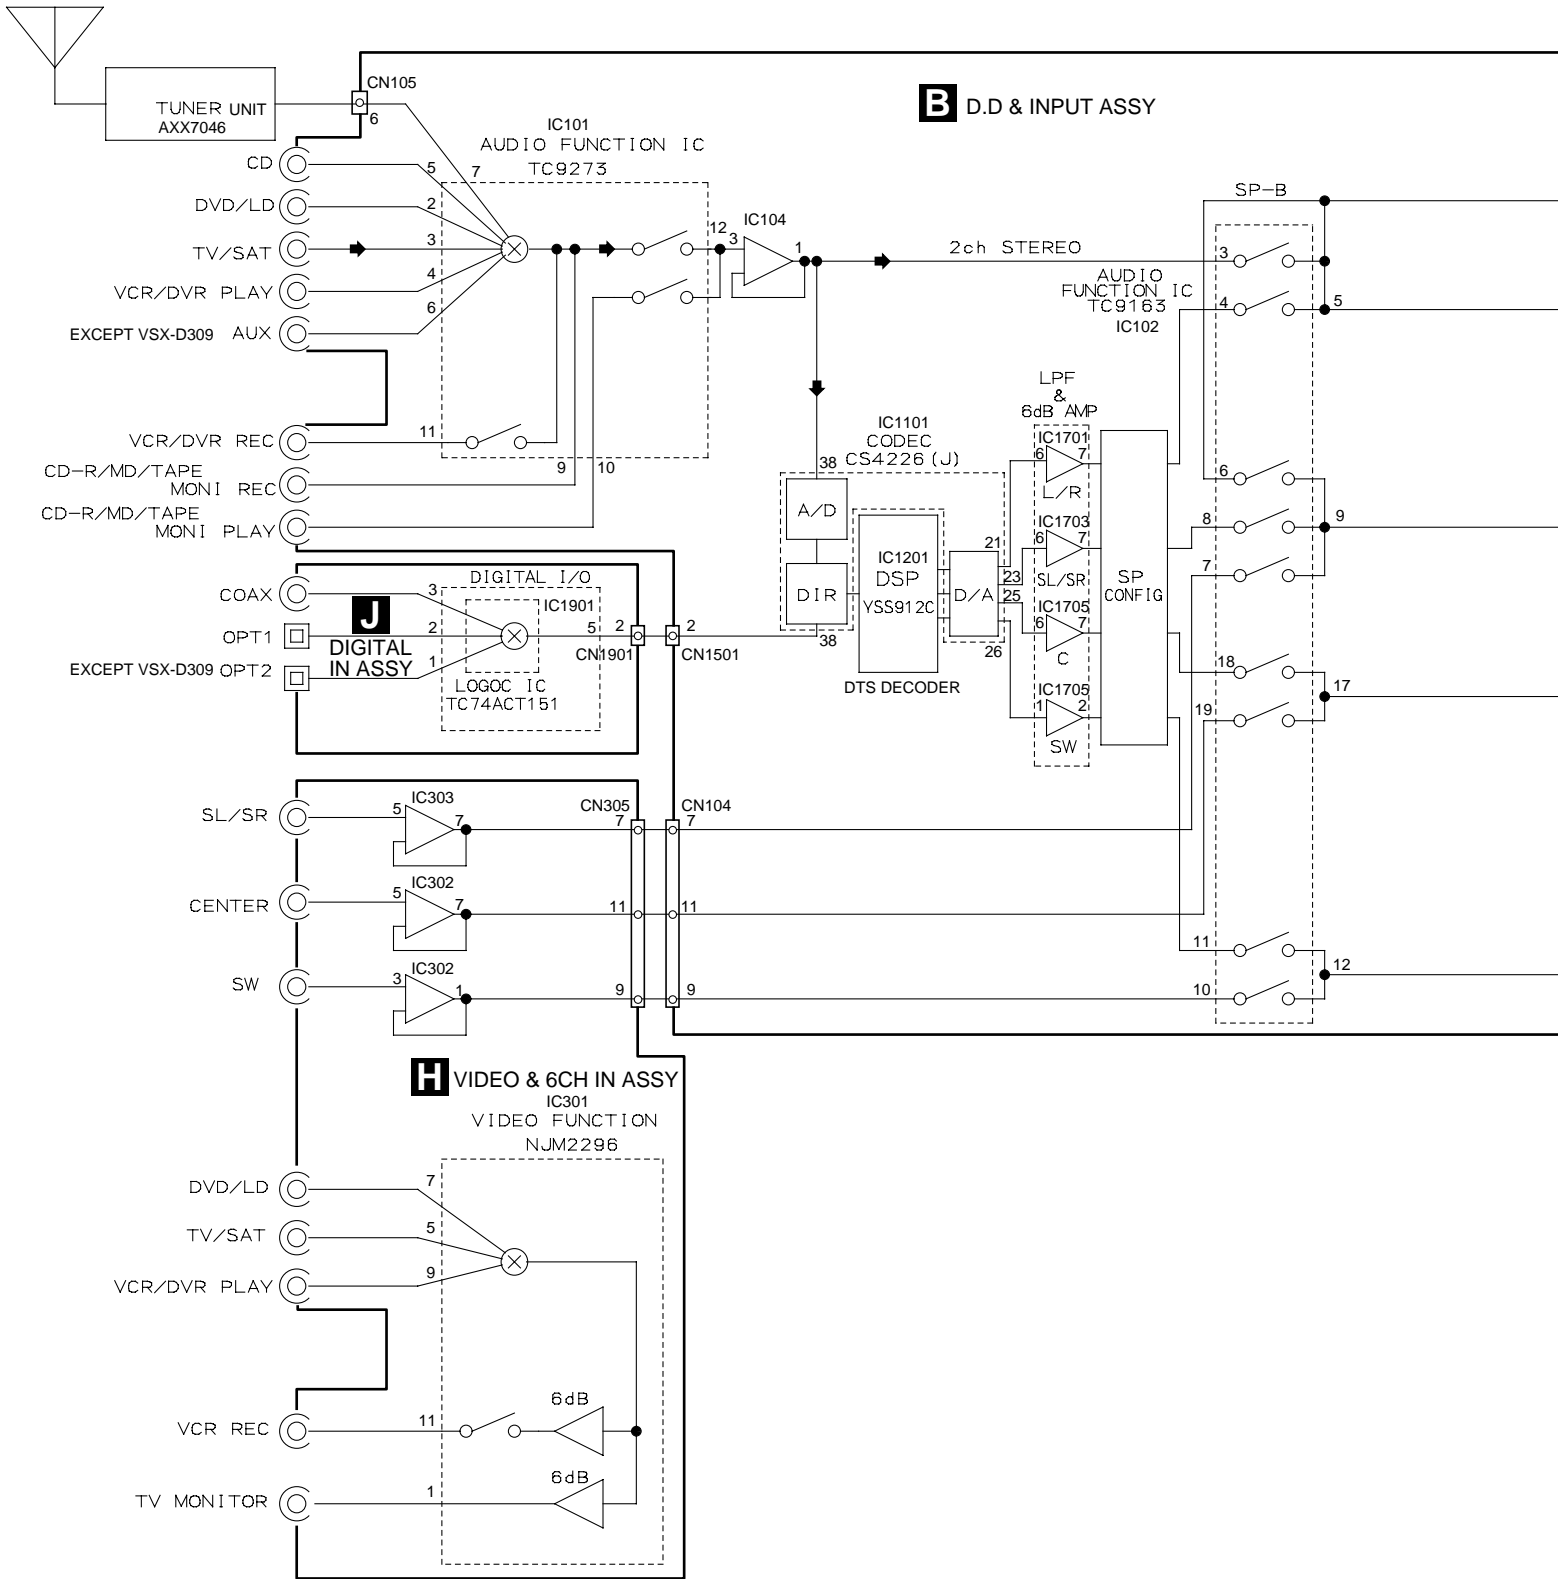 TUNER UNIT
AXX7046
CN105
6
B D.D & INPUT ASSY
IC101
AUDIO FUNCTION IC
TC9273
CD
5
7
DVD/LD
2
TV/SAT
3
VCR/DVR PLAY
4
EXCEPT VSX-D309 AUX
6
12
3
IC104
1
2ch STEREO
SP-B
3
AUDIO
FUNCTION IC
TC9163
IC102
4
5
VCR/DVR REC
11
9
10
CD-R/MD/TAPE
MONI REC
CD-R/MD/TAPE
MONI PLAY
IC1101
CODEC
CS4226(J)
38
A/D
DIR
38
IC1201
DSP
YSS912C
DTS DECODER
D/A
21
23
25
26
LPF
&
6dB AMP
IC1701
6
7
L/R
IC1703
6
7
SL/SR
IC1705
6
7
C
IC1705
1
2
SW
SP
CONFIG
6
8
9
7
18
17
19
COAX
3
J
DIGITAL
IN ASSY
OPT1
2
EXCEPT VSX-D309 OPT2
1
DIGITAL I/O
IC1901
LOGOC IC
TC74ACT151
5
2
CN1901
2
CN1501
SL/SR
5
IC303
7
CN305
7
CN104
7
CENTER
5
IC302
7
11
11
SW
3
IC302
1
9
9
11
12
10
H VIDEO & 6CH IN ASSY
IC301
VIDEO FUNCTION
NJM2296
DVD/LD
7
TV/SAT
5
VCR/DVR PLAY
9
VCR REC
11
6dB
TV MONITOR
1
6dB